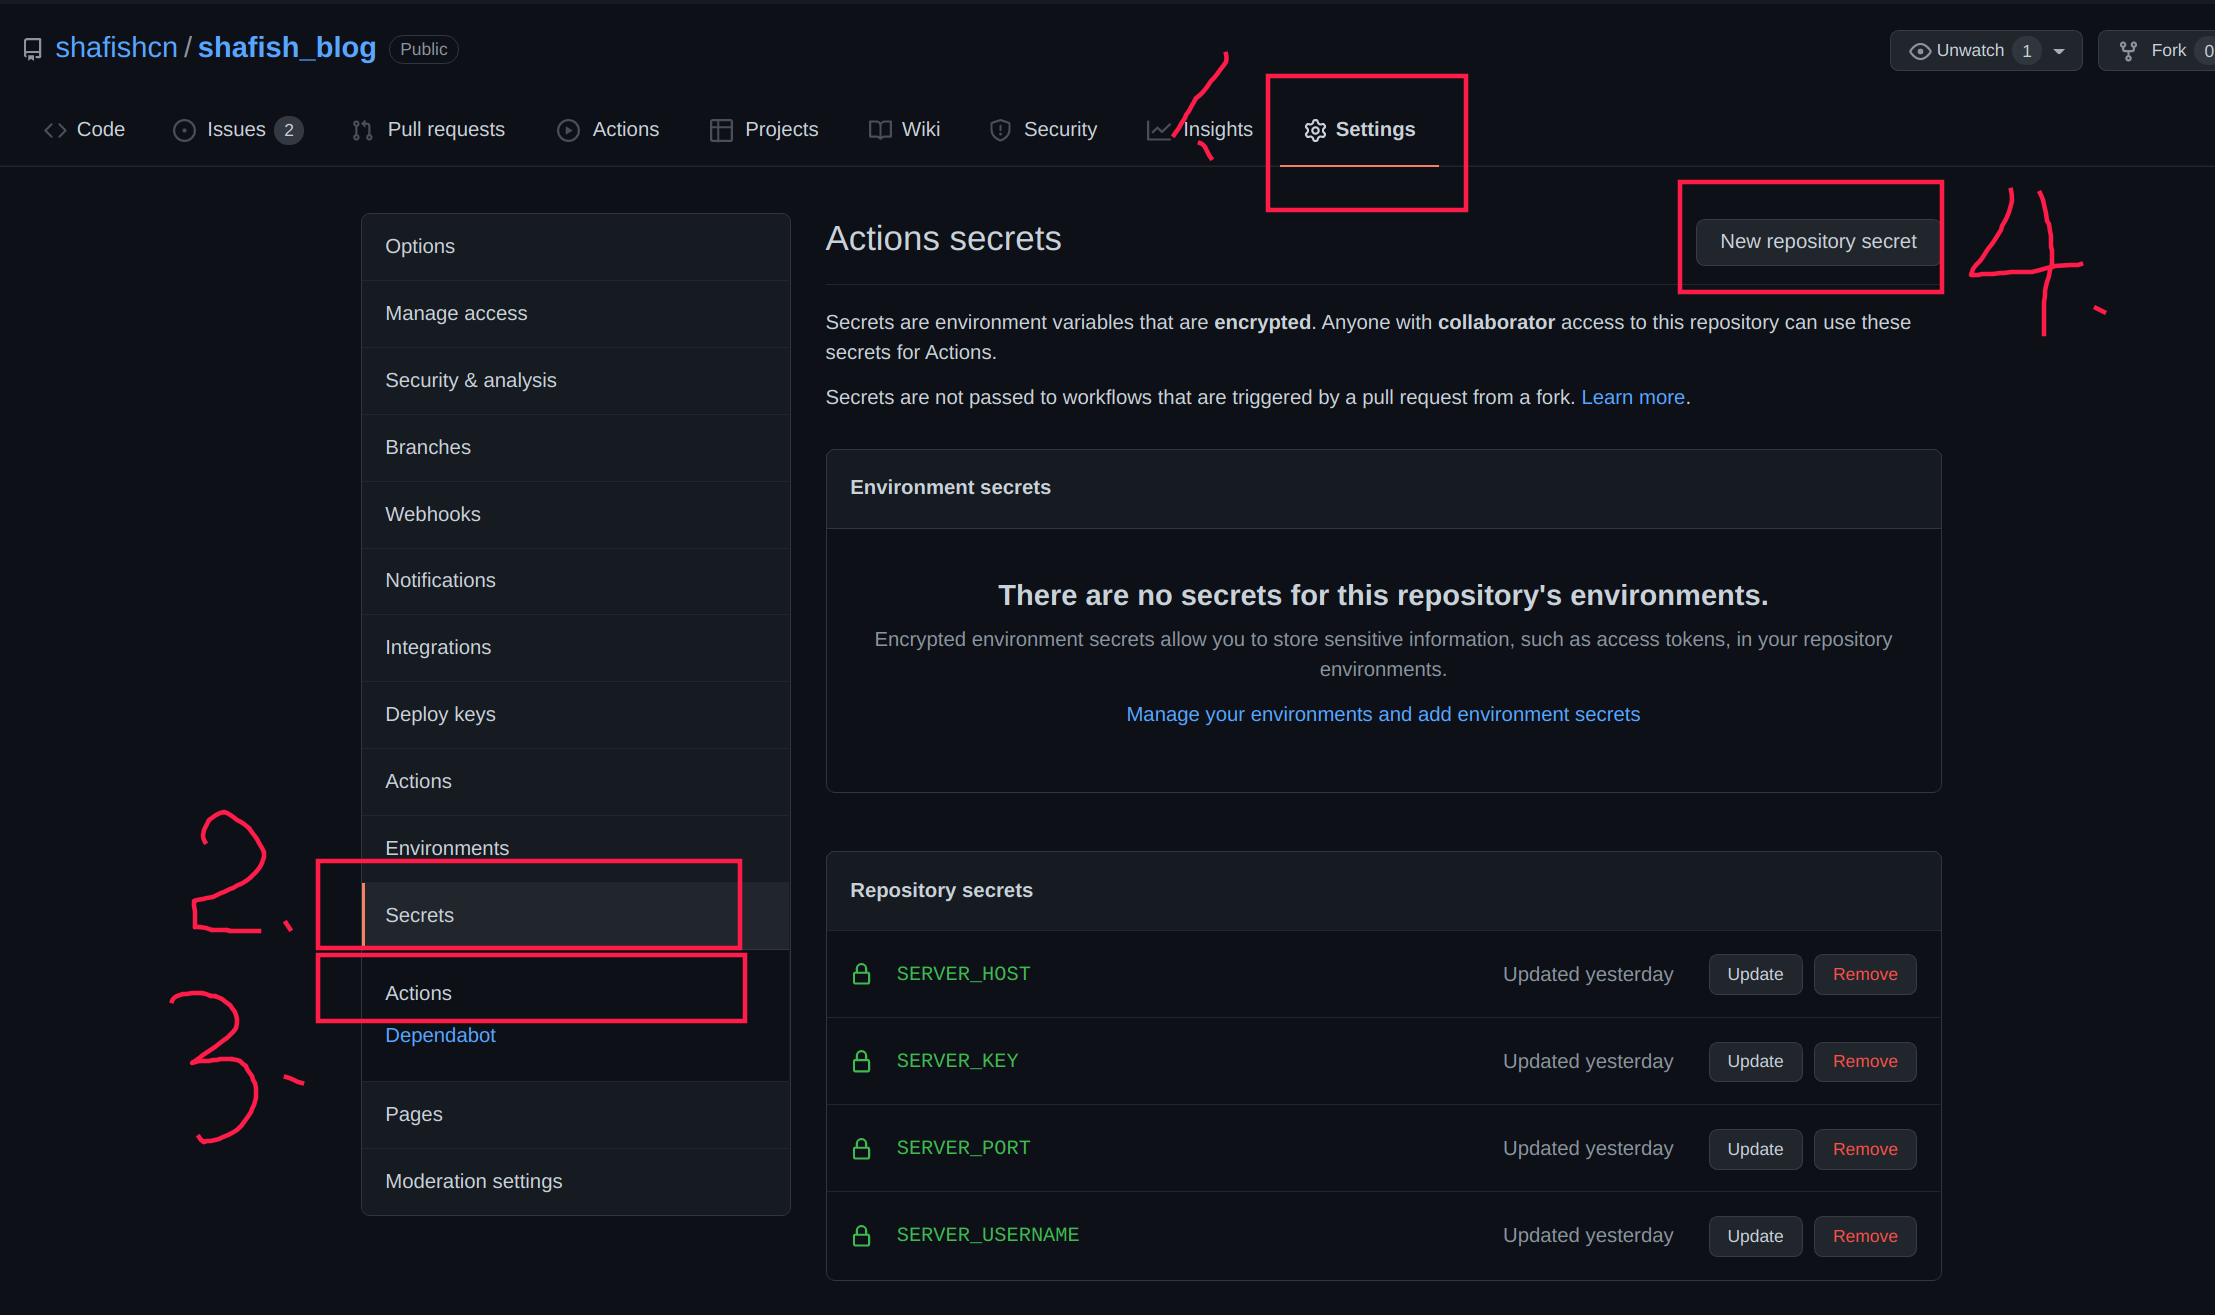 shafishcn / shafish_blog Public
Unwatch 1 Fork 0
Code Issues 2 Pull requests Actions Projects Wiki Security Insights Settings
1.
Options
Manage access
Security & analysis
Branches
Webhooks
Notifications
Integrations
Deploy keys
Actions
Environments
2.
Secrets
3.
Actions
Dependabot
Pages
Moderation settings
Actions secrets
New repository secret
4.
Secrets are environment variables that are encrypted. Anyone with collaborator access to this repository can use these
secrets for Actions.
Secrets are not passed to workflows that are triggered by a pull request from a fork. Learn more.
Environment secrets
There are no secrets for this repository's environments.
Encrypted environment secrets allow you to store sensitive information, such as access tokens, in your repository
environments.
Manage your environments and add environment secrets
Repository secrets
SERVER_HOST Updated yesterday Update Remove
SERVER_KEY Updated yesterday Update Remove
SERVER_PORT Updated yesterday Update Remove
SERVER_USERNAME Updated yesterday Update Remove